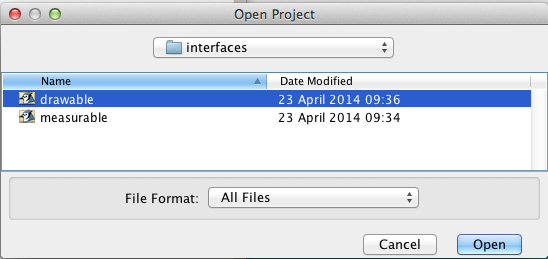 Open Project
interfaces
Name Date Modified
drawable 23 April 2014 09:36
measurable 23 April 2014 09:34
File Format: All Files
Cancel Open